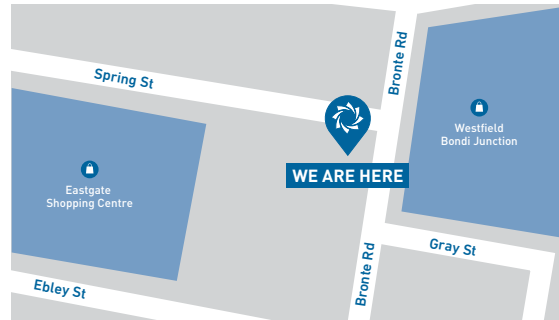 Bronte Rd
Spring St
Westfield
Bondi Junction
WE ARE HERE
Eastgate
Shopping Centre
Gray St
Bronte Rd
Ebley St